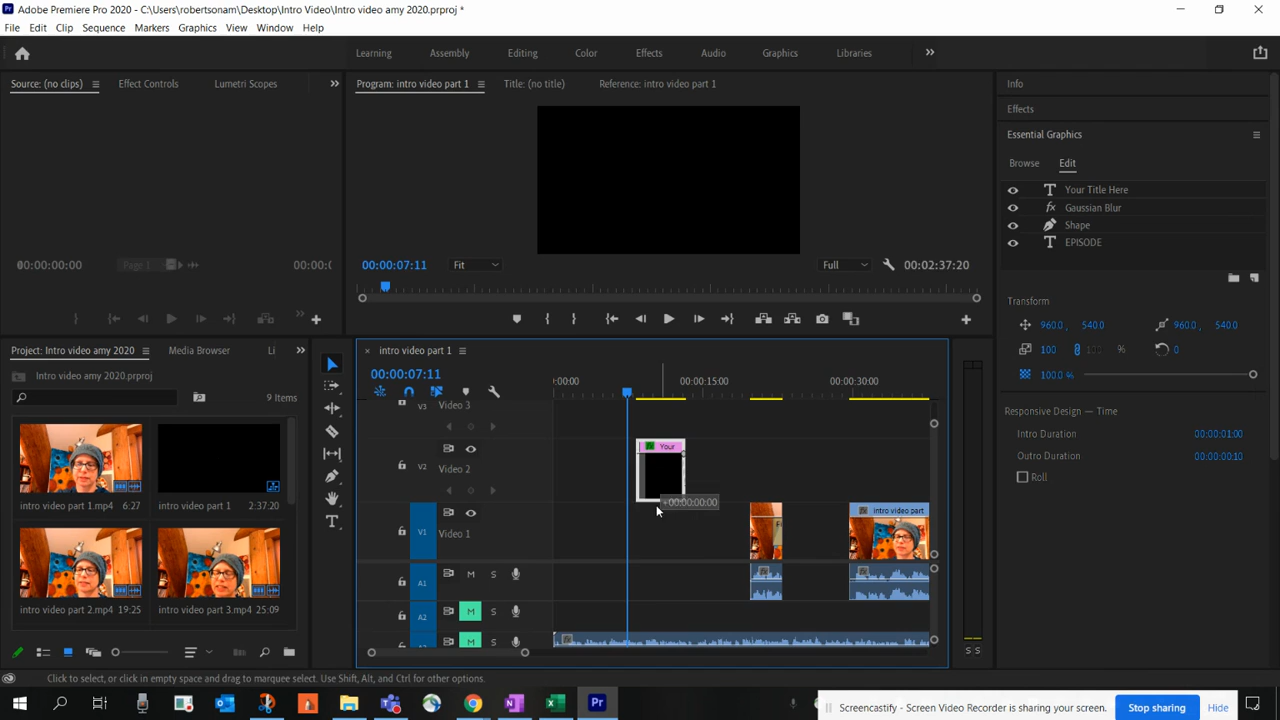 Adobe Premiere Pro 2020 - C:\Users\robertsonam\Desktop\Intro Video\Intro video amy 2020.prproj *
File Edit Clip Sequence Markers Graphics View Window Help
Learning Assembly Editing Color Effects Audio Graphics Libraries
Source: (no clips) Effect Controls Lumetri Scopes
Program: intro video part 1 Title: (no title) Reference: intro video part 1
Info
Effects
Essential Graphics
Browse Edit
Your Title Here
Gaussian Blur
Shape
EPISODE
00:00:00:00 Page 1 00:00:(
00:00:07:11 Fit Full 00:02:37:20
Transform
960.0, 540.0 960.0, 540.0
100 100 % 0
100.0 %
Responsive Design — Time
Intro Duration 00:00:01:00
Outro Duration 00:00:00:10
Roll
Project: Intro video amy 2020 Media Browser Li
Intro video amy 2020.prproj
9 Items
intro video part 1.mp4 6:27
intro video part 1 2:37:20
intro video part 2.mp4 19:25
intro video part 3.mp4 25:09
intro video part 1
00:00:07:11
:00:00 00:00:15:00 00:00:30:00
V3 Video 3
Your
V2
Video 2
+00:00:00:00
intro video part
V1 Video 1
A1 M S
A2 M S
M S
S S
Click to select, or click in empty space and drag to marquee select. Use Shift, Alt, and Ctrl for other options.
Screencastify - Screen Video Recorder is sharing your screen. Stop sharing Hide